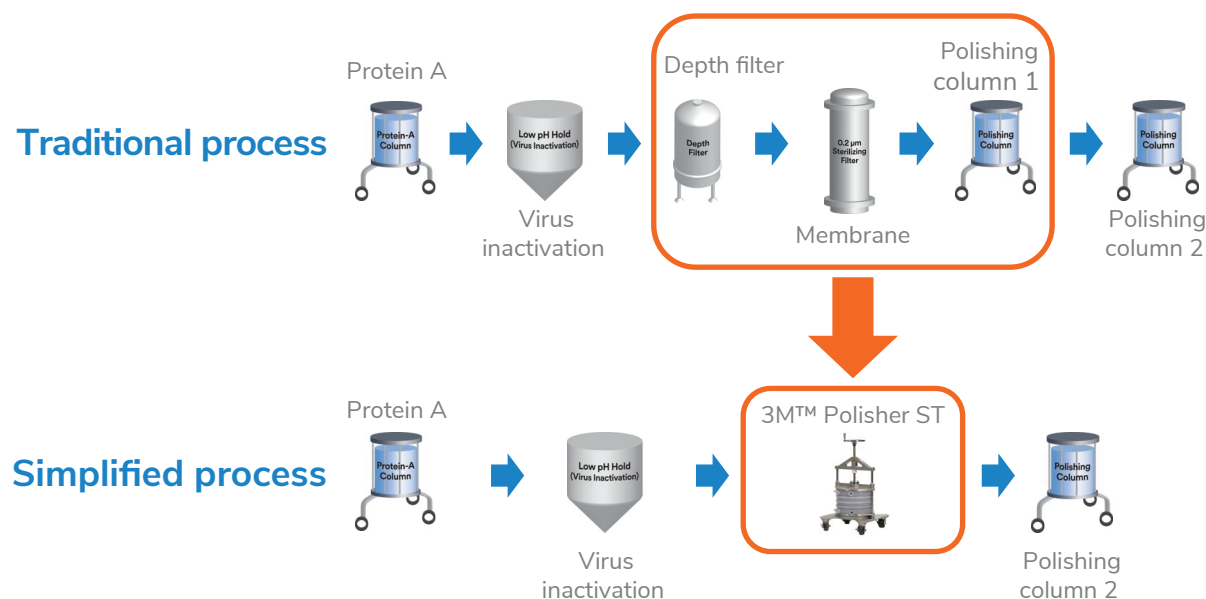 Traditional process
Protein A
Protein-A
Column
Low pH Hold
(Virus Inactivation)
Virus
inactivation
Depth filter
Depth
Filter
0.2 µm
Sterilizing
Filter
Membrane
Polishing
column 1
Polishing
Column
Polishing
Column
Polishing
column 2
Simplified process
Protein A
Protein-A
Column
Low pH Hold
(Virus Inactivation)
Virus
inactivation
3M™ Polisher ST
Polishing
Column
Polishing
column 2